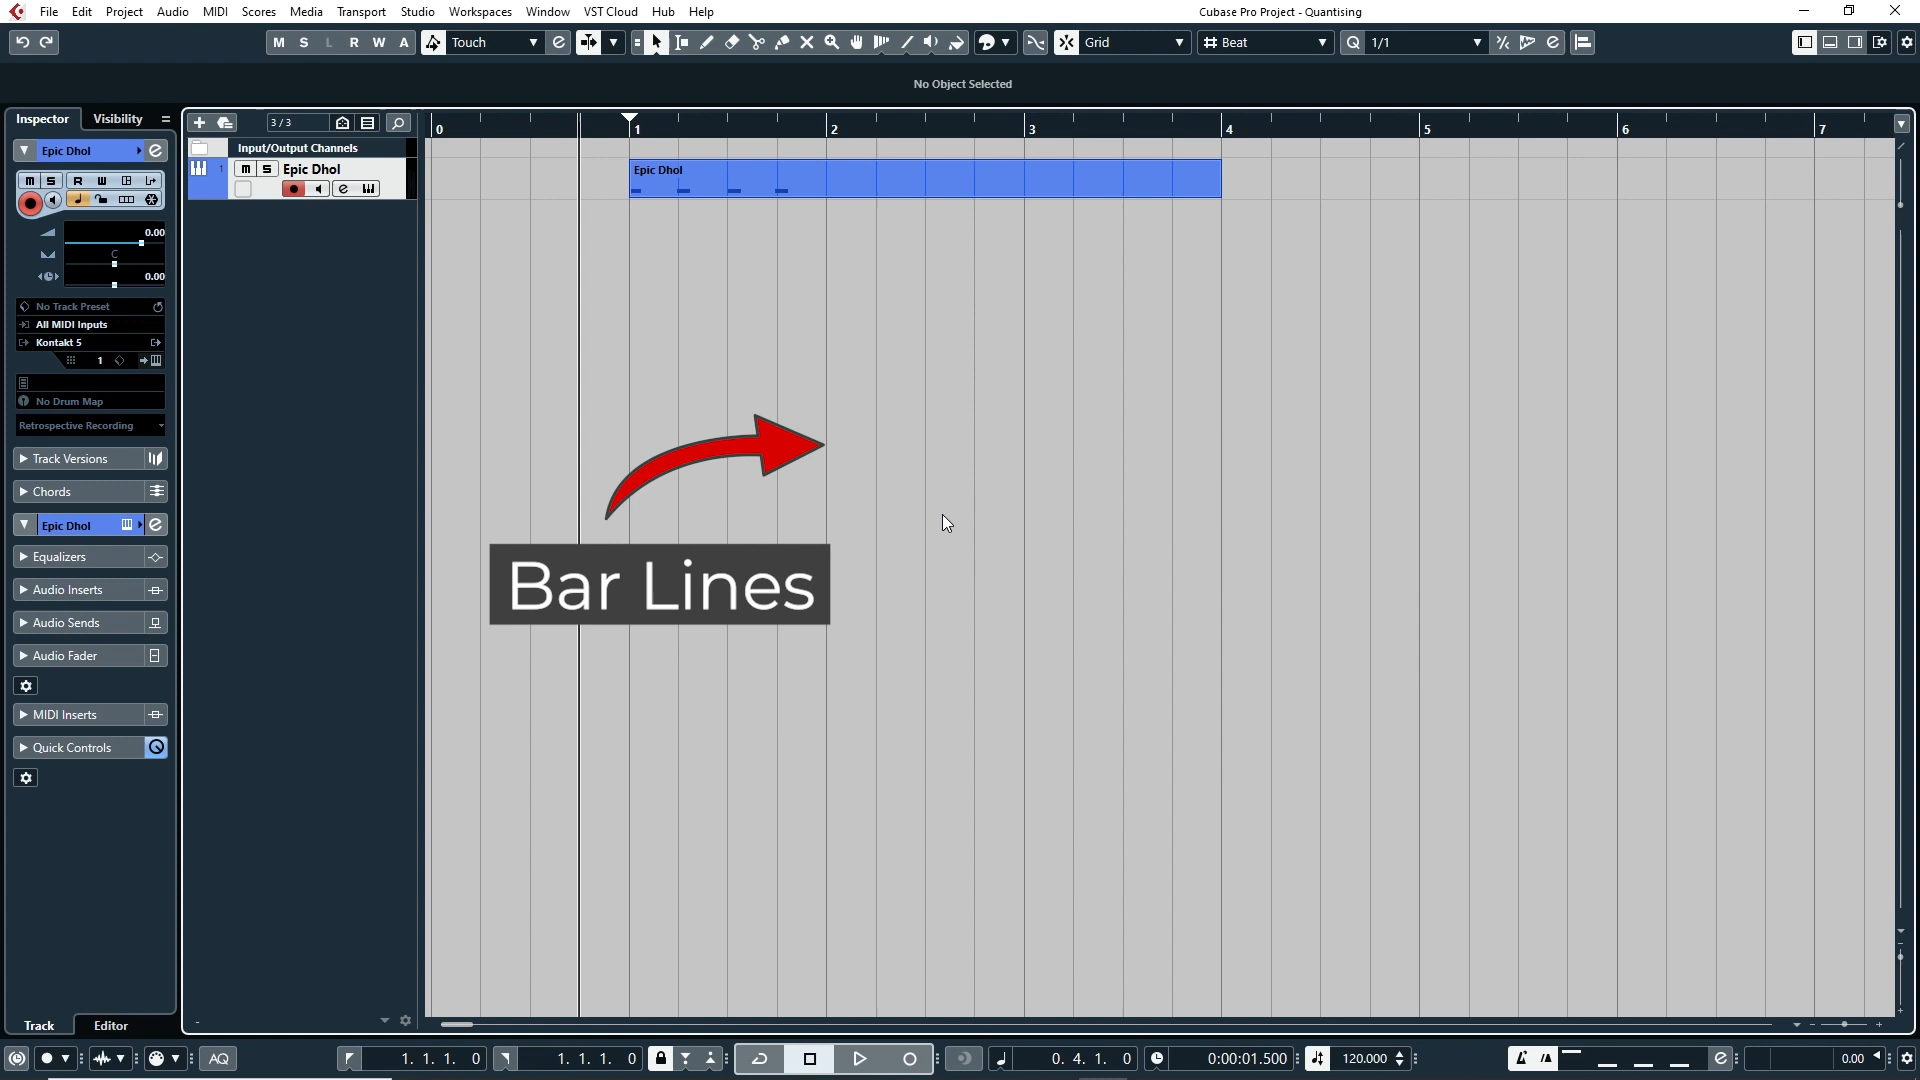 File Edit Project Audio MIDI Scores Media Transport Studio Workspaces Window VST Cloud Hub Help
Cubase Pro Project - Quantising
M S L R W A Touch Grid Beat 1/1
No Object Selected
Inspector Visibility
3 / 3
0 1 2 3 4 5 6 7
Epic Dhol
Input/Output Channels
1 m s Epic Dhol
Epic Dhol
m s R W
0.00
C
0.00
No Track Preset
All MIDI Inputs
Kontakt 5
1
No Drum Map
Retrospective Recording
Track Versions
Chords
Epic Dhol
Equalizers
Audio Inserts
Audio Sends
Audio Fader
MIDI Inserts
Quick Controls
Bar Lines
Track Editor
AQ 1. 1. 1. 0 1. 1. 1. 0 0. 4. 1. 0 0:00:01.500 120.000 0.00